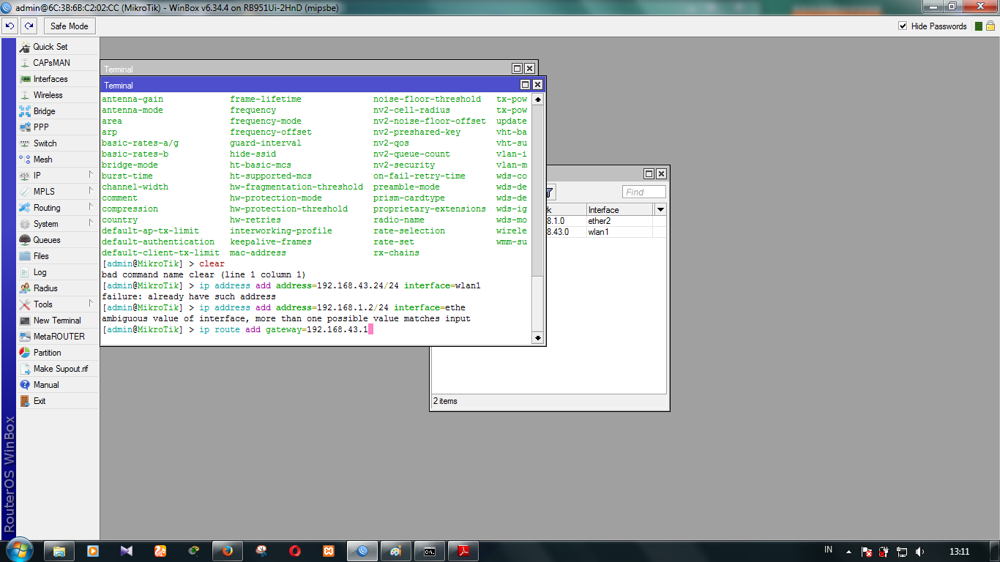 admin@6C:3B:6B:C2:02:CC (MikroTik) - WinBox v6.34.4 on RB951Ui-2HnD (mipsbe)
Safe Mode
Hide Passwords
Quick Set
CAPsMAN
Interfaces
Wireless
Bridge
PPP
Switch
Mesh
IP
MPLS
Routing
System
Queues
Files
Log
Radius
Tools
New Terminal
MetaROUTER
Partition
Make Supout.rif
Manual
Exit
RouterOS WinBox
Terminal
Terminal
antenna-gain frame-lifetime noise-floor-threshold tx-pow
antenna-mode frequency nv2-cell-radius tx-pow
area frequency-mode nv2-noise-floor-offset update
arp frequency-offset nv2-preshared-key vht-ba
basic-rates-a/g guard-interval nv2-qos vht-su
basic-rates-b hide-ssid nv2-queue-count vlan-i
bridge-mode ht-basic-mcs nv2-security vlan-m
burst-time ht-supported-mcs on-fail-retry-time wds-co
channel-width hw-fragmentation-threshold preamble-mode wds-de
comment hw-protection-mode prism-cardtype wds-de
compression hw-protection-threshold proprietary-extensions wds-ig
country hw-retries radio-name wds-mo
default-ap-tx-limit interworking-profile rate-selection wirele
default-authentication keepalive-frames rate-set wmm-su
default-client-tx-limit mac-address rx-chains
[admin@MikroTik] > clear
bad command name clear (line 1 column 1)
[admin@MikroTik] > ip address add address=192.168.43.24/24 interface=wlan1
failure: already have such address
[admin@MikroTik] > ip address add address=192.168.1.2/24 interface=ethe
ambiguous value of interface, more than one possible value matches input
[admin@MikroTik] > ip route add gateway=192.168.43.1
Find
k Interface
8.1.0 ether2
8.43.0 wlan1
2 items
IN
13:11